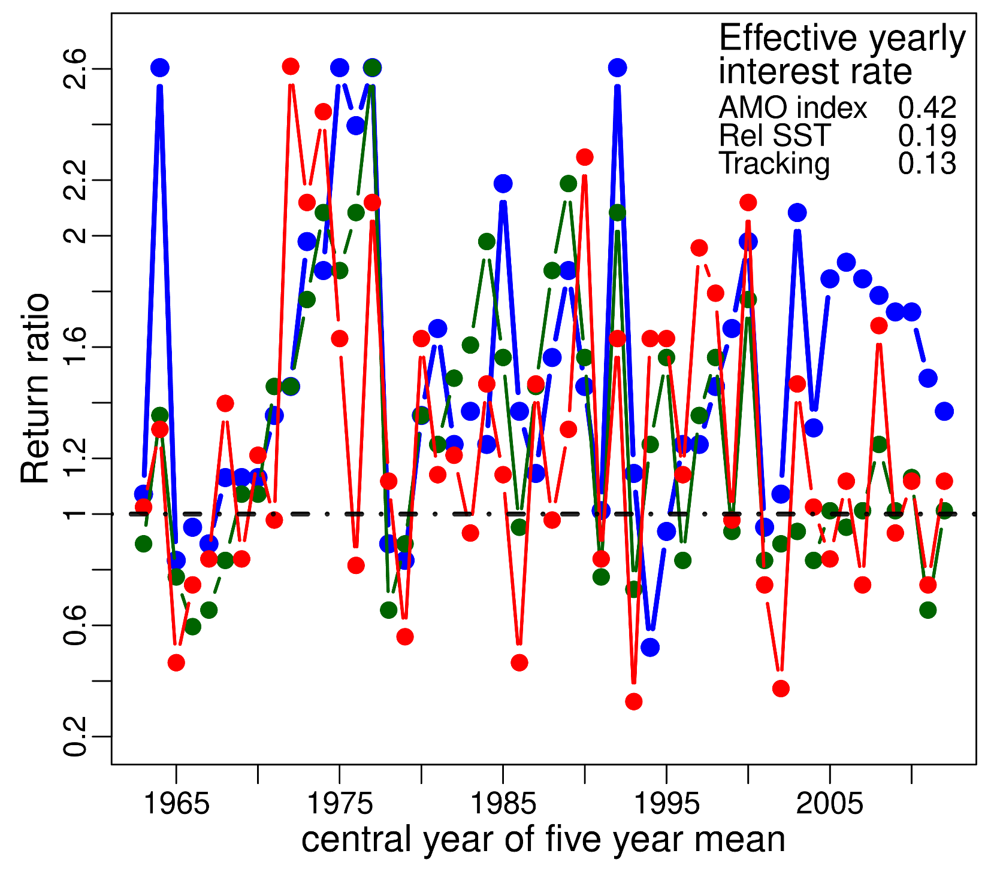 Effective yearly
interest rate
AMO index 0.42
Rel SST 0.19
Tracking 0.13
Return ratio
2.6
2.2
2
1.6
1.2
1
0.6
0.2
1965 1975 1985 1995 2005
central year of five year mean